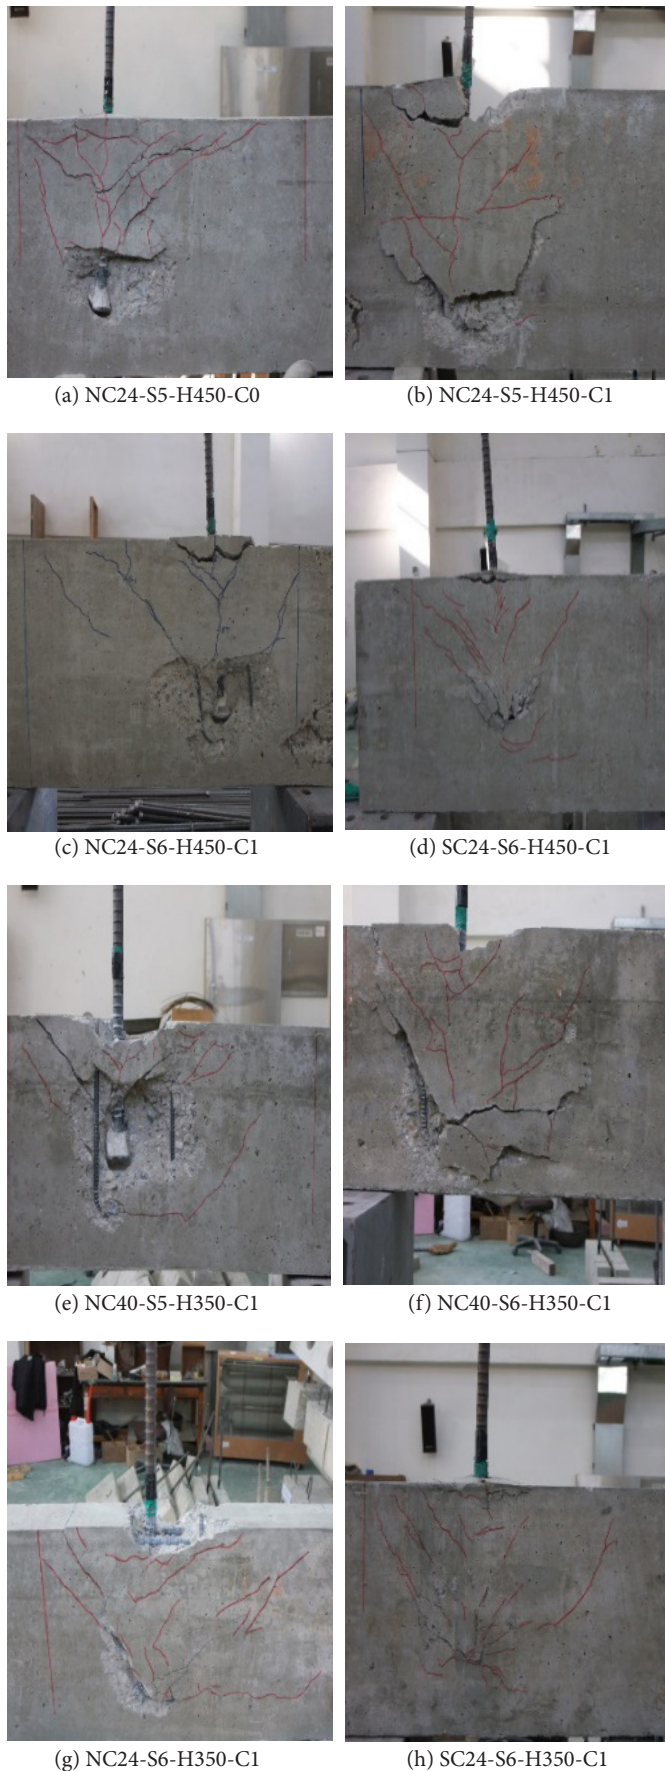 (a) NC24-S5-H450-C0
(b) NC24-S5-H450-C1
(c) NC24-S6-H450-C1
(d) SC24-S6-H450-C1
(e) NC40-S5-H350-C1
(f) NC40-S6-H350-C1
(g) NC24-S6-H350-C1
(h) SC24-S6-H350-C1